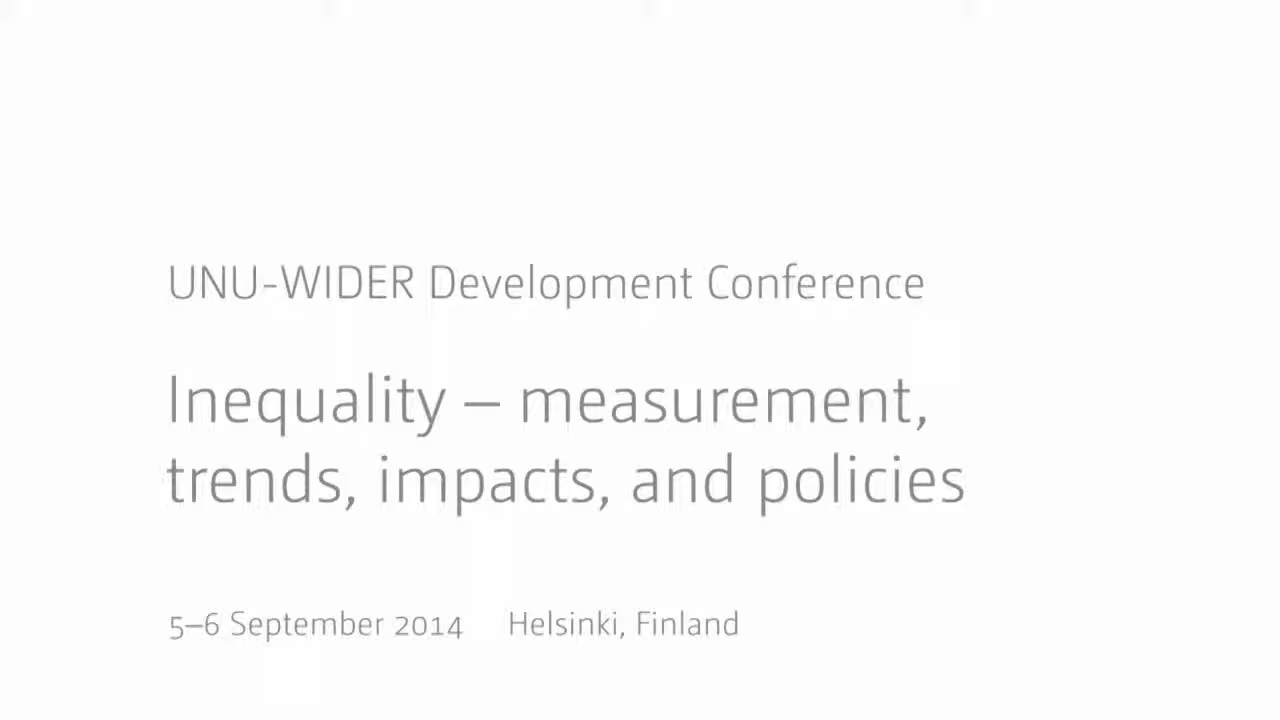 UNU-WIDER Development Conference
Inequality – measurement,
trends, impacts, and policies
5–6 September 2014 Helsinki, Finland